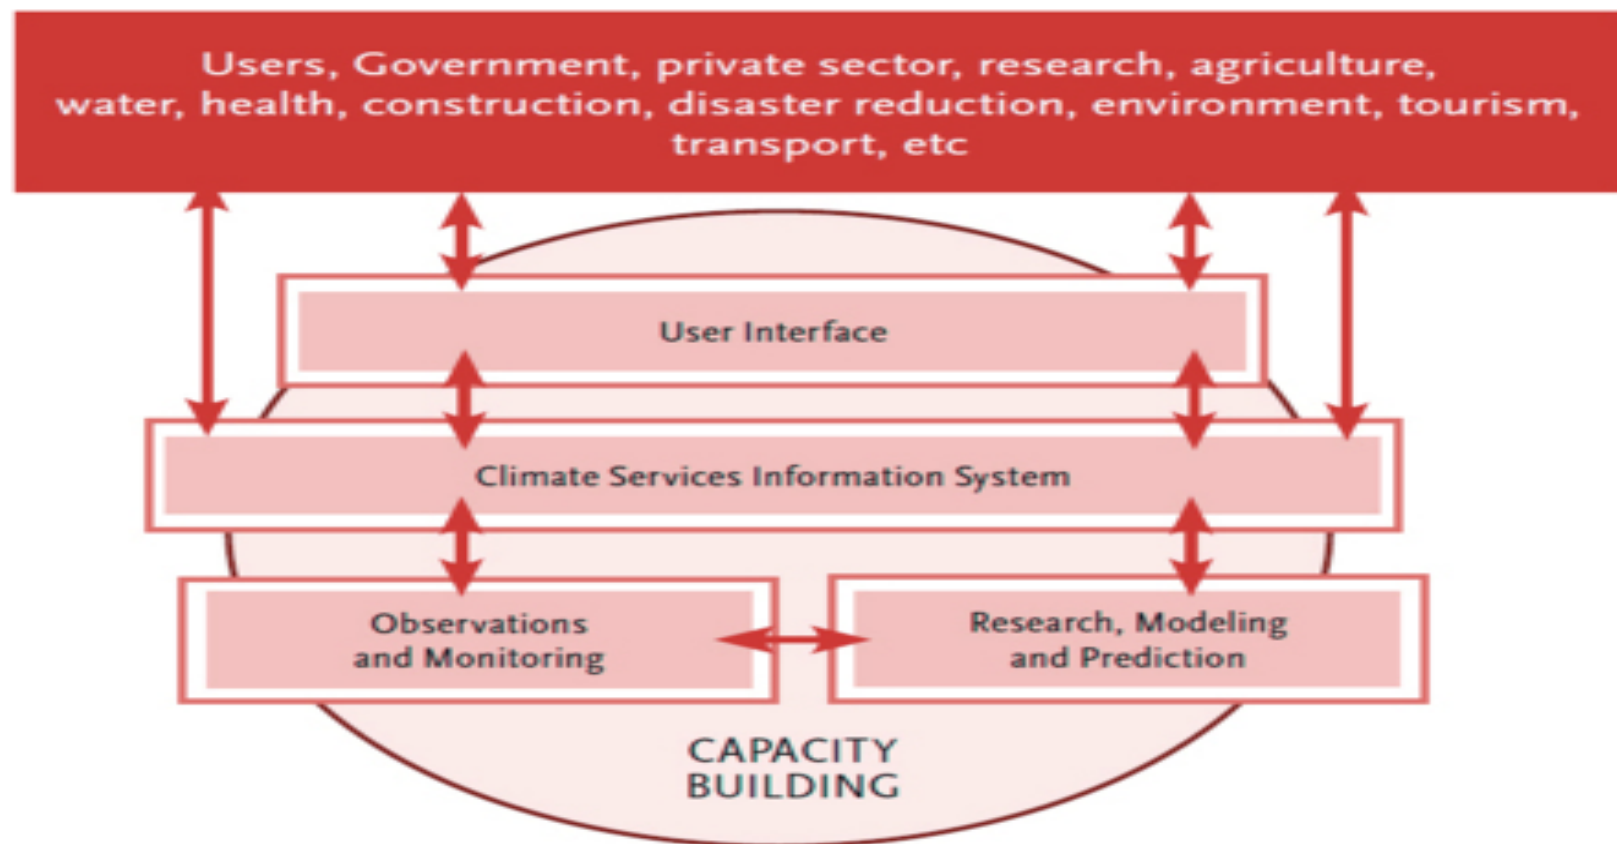 Users, Government, private sector, research, agriculture,
water, health, construction, disaster reduction, environment, tourism,
transport, etc
User Interface
Climate Services Information System
Observations
and Monitoring
Research, Modeling
and Prediction
CAPACITY
BUILDING